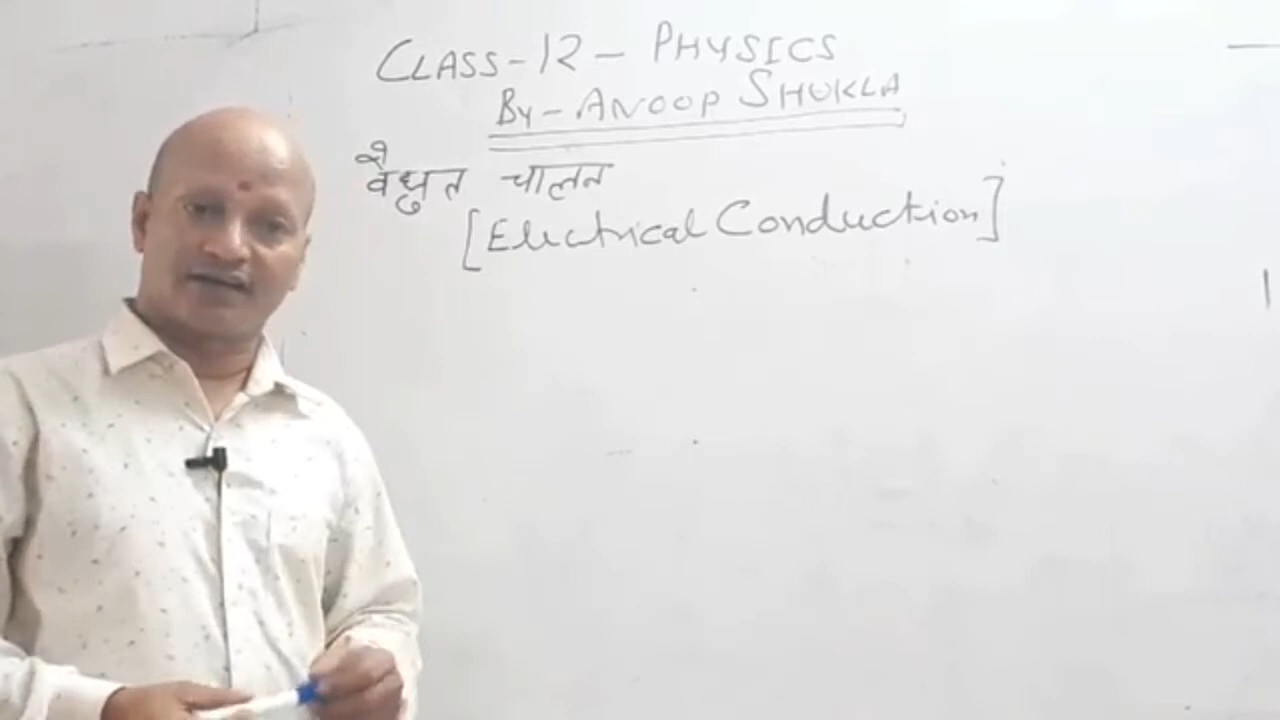 CLASS-12- PHYSICS
By- ANOOP SHUKLA
वैधुत चालन
[Electrical Conduction]